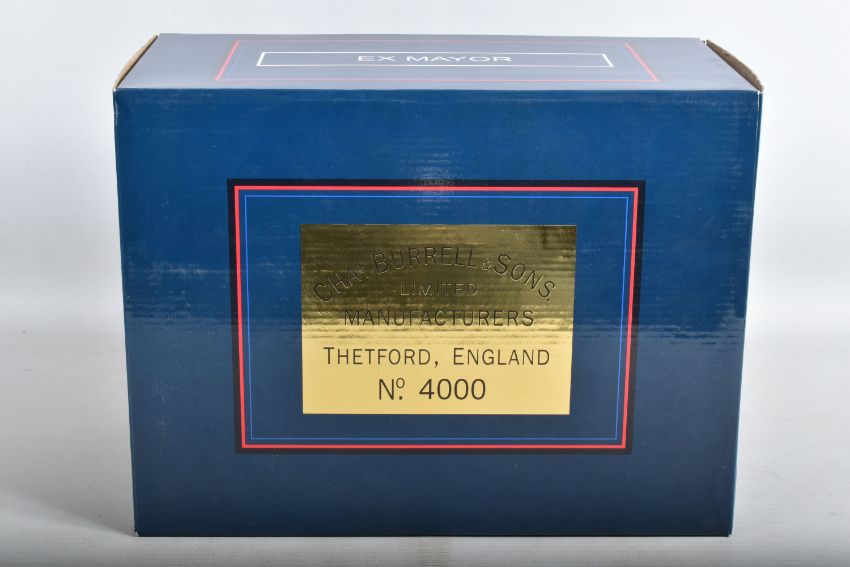 EX MAYOR
CHAS. BURRELL & SONS.
LIMITED
MANUFACTURERS
THETFORD, ENGLAND
No. 4000